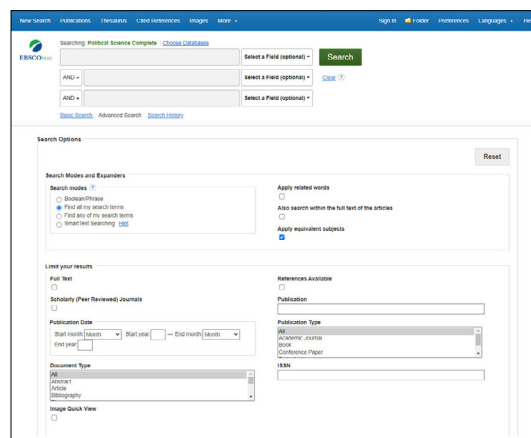 New Search Publications Thesaurus Cited References Images More Sign In Folder Preferences Languages
Searching: Political Science Complete Choose Databases
EBSCOhost
Select a Field (optional) Search
AND Select a Field (optional) Clear ?
AND Select a Field (optional)
Basic Search Advanced Search Search History
Search Options
Reset
Search Modes and Expanders
Search modes ?
Boolean/Phrase
Find all my search terms
Find any of my search terms
SmartText Searching Hint
Apply related words
Also search within the full text of the articles
Apply equivalent subjects
Limit your results
Full Text
References Available
Scholarly (Peer Reviewed) Journals
Publication
Publication Date
Start month Month Start year — End month Month
End year
Publication Type
All
Academic Journal
Book
Conference Paper
Document Type
All
Abstract
Article
Bibliography
ISSN
Image Quick View